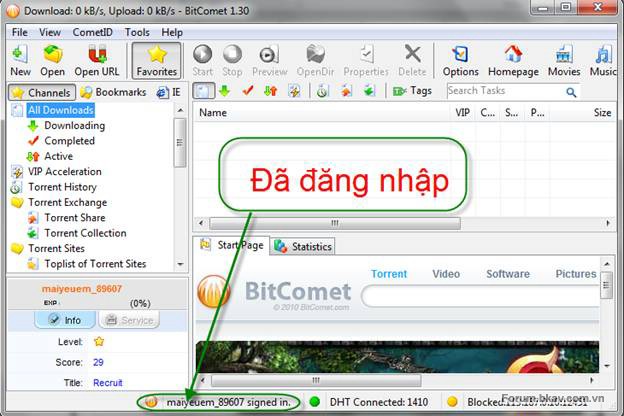 Download: 0 kB/s, Upload: 0 kB/s - BitComet 1.30
File View CometID Tools Help
New Open Open URL Favorites Start Stop Preview OpenDir Properties Delete Options Homepage Movies Music
Channels Bookmarks IE
Tags Search Tasks
All Downloads
Downloading
Completed
Active
VIP Acceleration
Torrent History
Torrent Exchange
Torrent Share
Torrent Collection
Torrent Sites
Toplist of Torrent Sites
Name VIP C... S... P... Size
Đã đăng nhập
Start Page Statistics
Torrent Video Software Pictures
BitComet
© 2010 BitComet.com
maiyeuem_89607
EXP: (0%)
Info Service
Level:
Score: 29
Title: Recruit
maiyeuem_89607 signed in. DHT Connected: 1410
Forum.bkav.com.vn